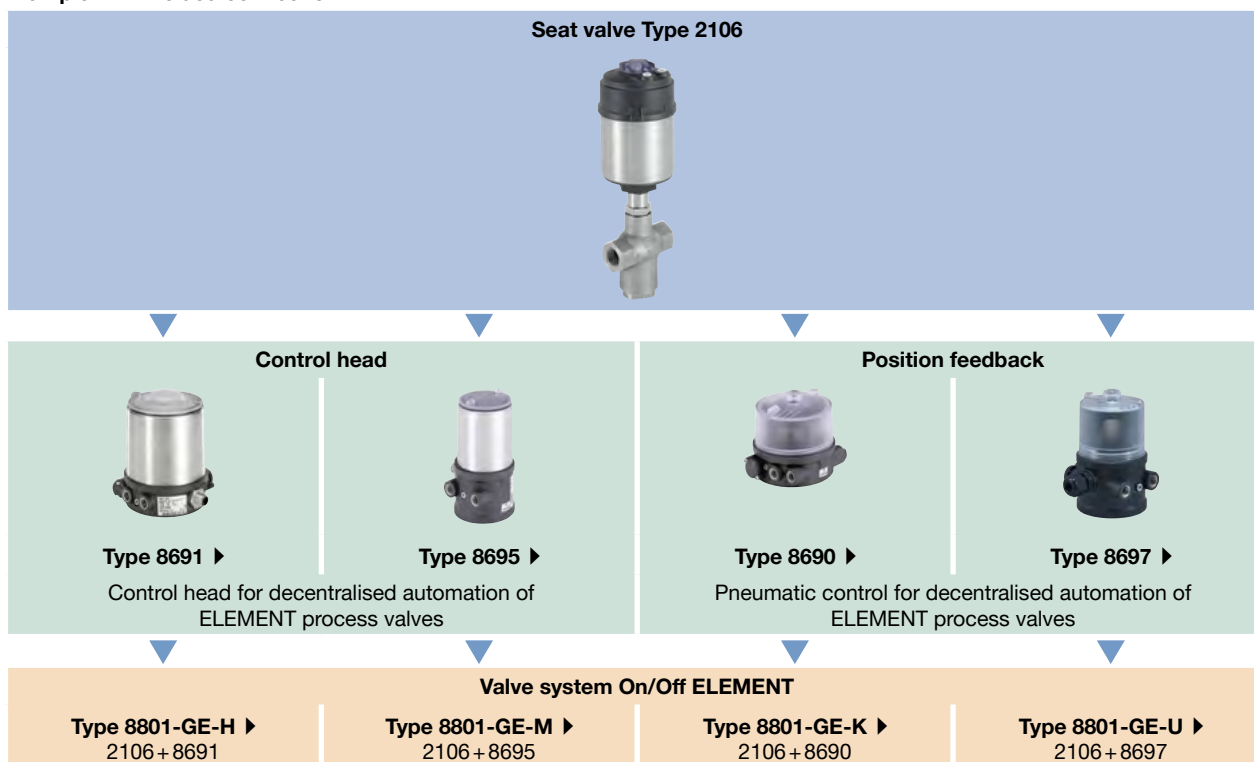 Seat valve Type 2106
Control head
Position feedback
Type 8691 ▶
Type 8695 ▶
Type 8690 ▶
Type 8697 ▶
Control head for decentralised automation of
ELEMENT process valves
Pneumatic control for decentralised automation of
ELEMENT process valves
Valve system On/Off ELEMENT
Type 8801-GE-H ▶
2106 + 8691
Type 8801-GE-M ▶
2106 + 8695
Type 8801-GE-K ▶
2106 + 8690
Type 8801-GE-U ▶
2106 + 8697